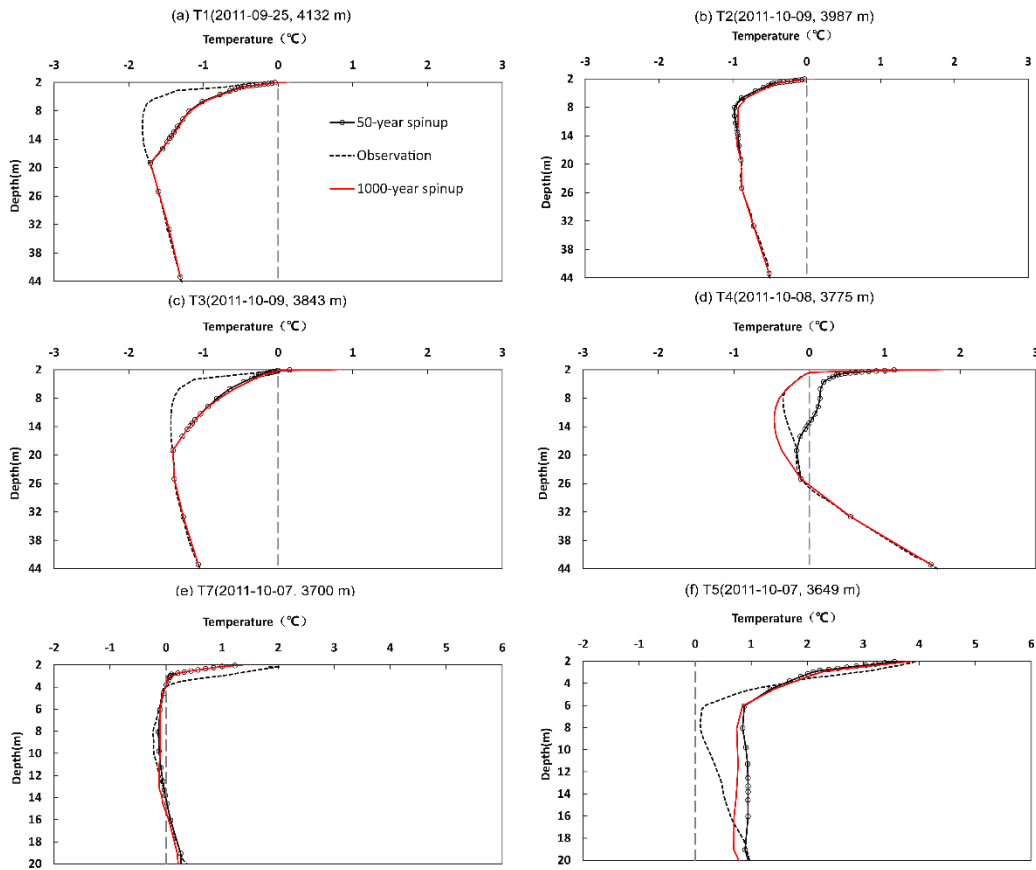 (a) T1(2011-09-25, 4132 m)
Temperature（℃）
-3 -2 -1 0 1 2 3
2
8
14
20
26
32
38
44
Depth(m)
50-year spinup
Observation
1000-year spinup
(b) T2(2011-10-09, 3987 m)
Temperature（℃）
-3 -2 -1 0 1 2 3
2
8
14
20
26
32
38
44
Depth(m)
(c) T3(2011-10-09, 3843 m)
Temperature（℃）
-3 -2 -1 0 1 2 3
2
8
14
20
26
32
38
44
Depth(m)
(d) T4(2011-10-08, 3775 m)
Temperature（℃）
-3 -2 -1 0 1 2 3
2
8
14
20
26
32
38
44
Depth(m)
(e) T7(2011-10-07, 3700 m)
Temperature（℃）
-2 -1 0 1 2 3 4 5 6
2
4
6
8
10
12
14
16
18
20
Depth(m)
(f) T5(2011-10-07, 3649 m)
Temperature（℃）
-2 -1 0 1 2 3 4 5 6
2
4
6
8
10
12
14
16
18
20
Depth(m)